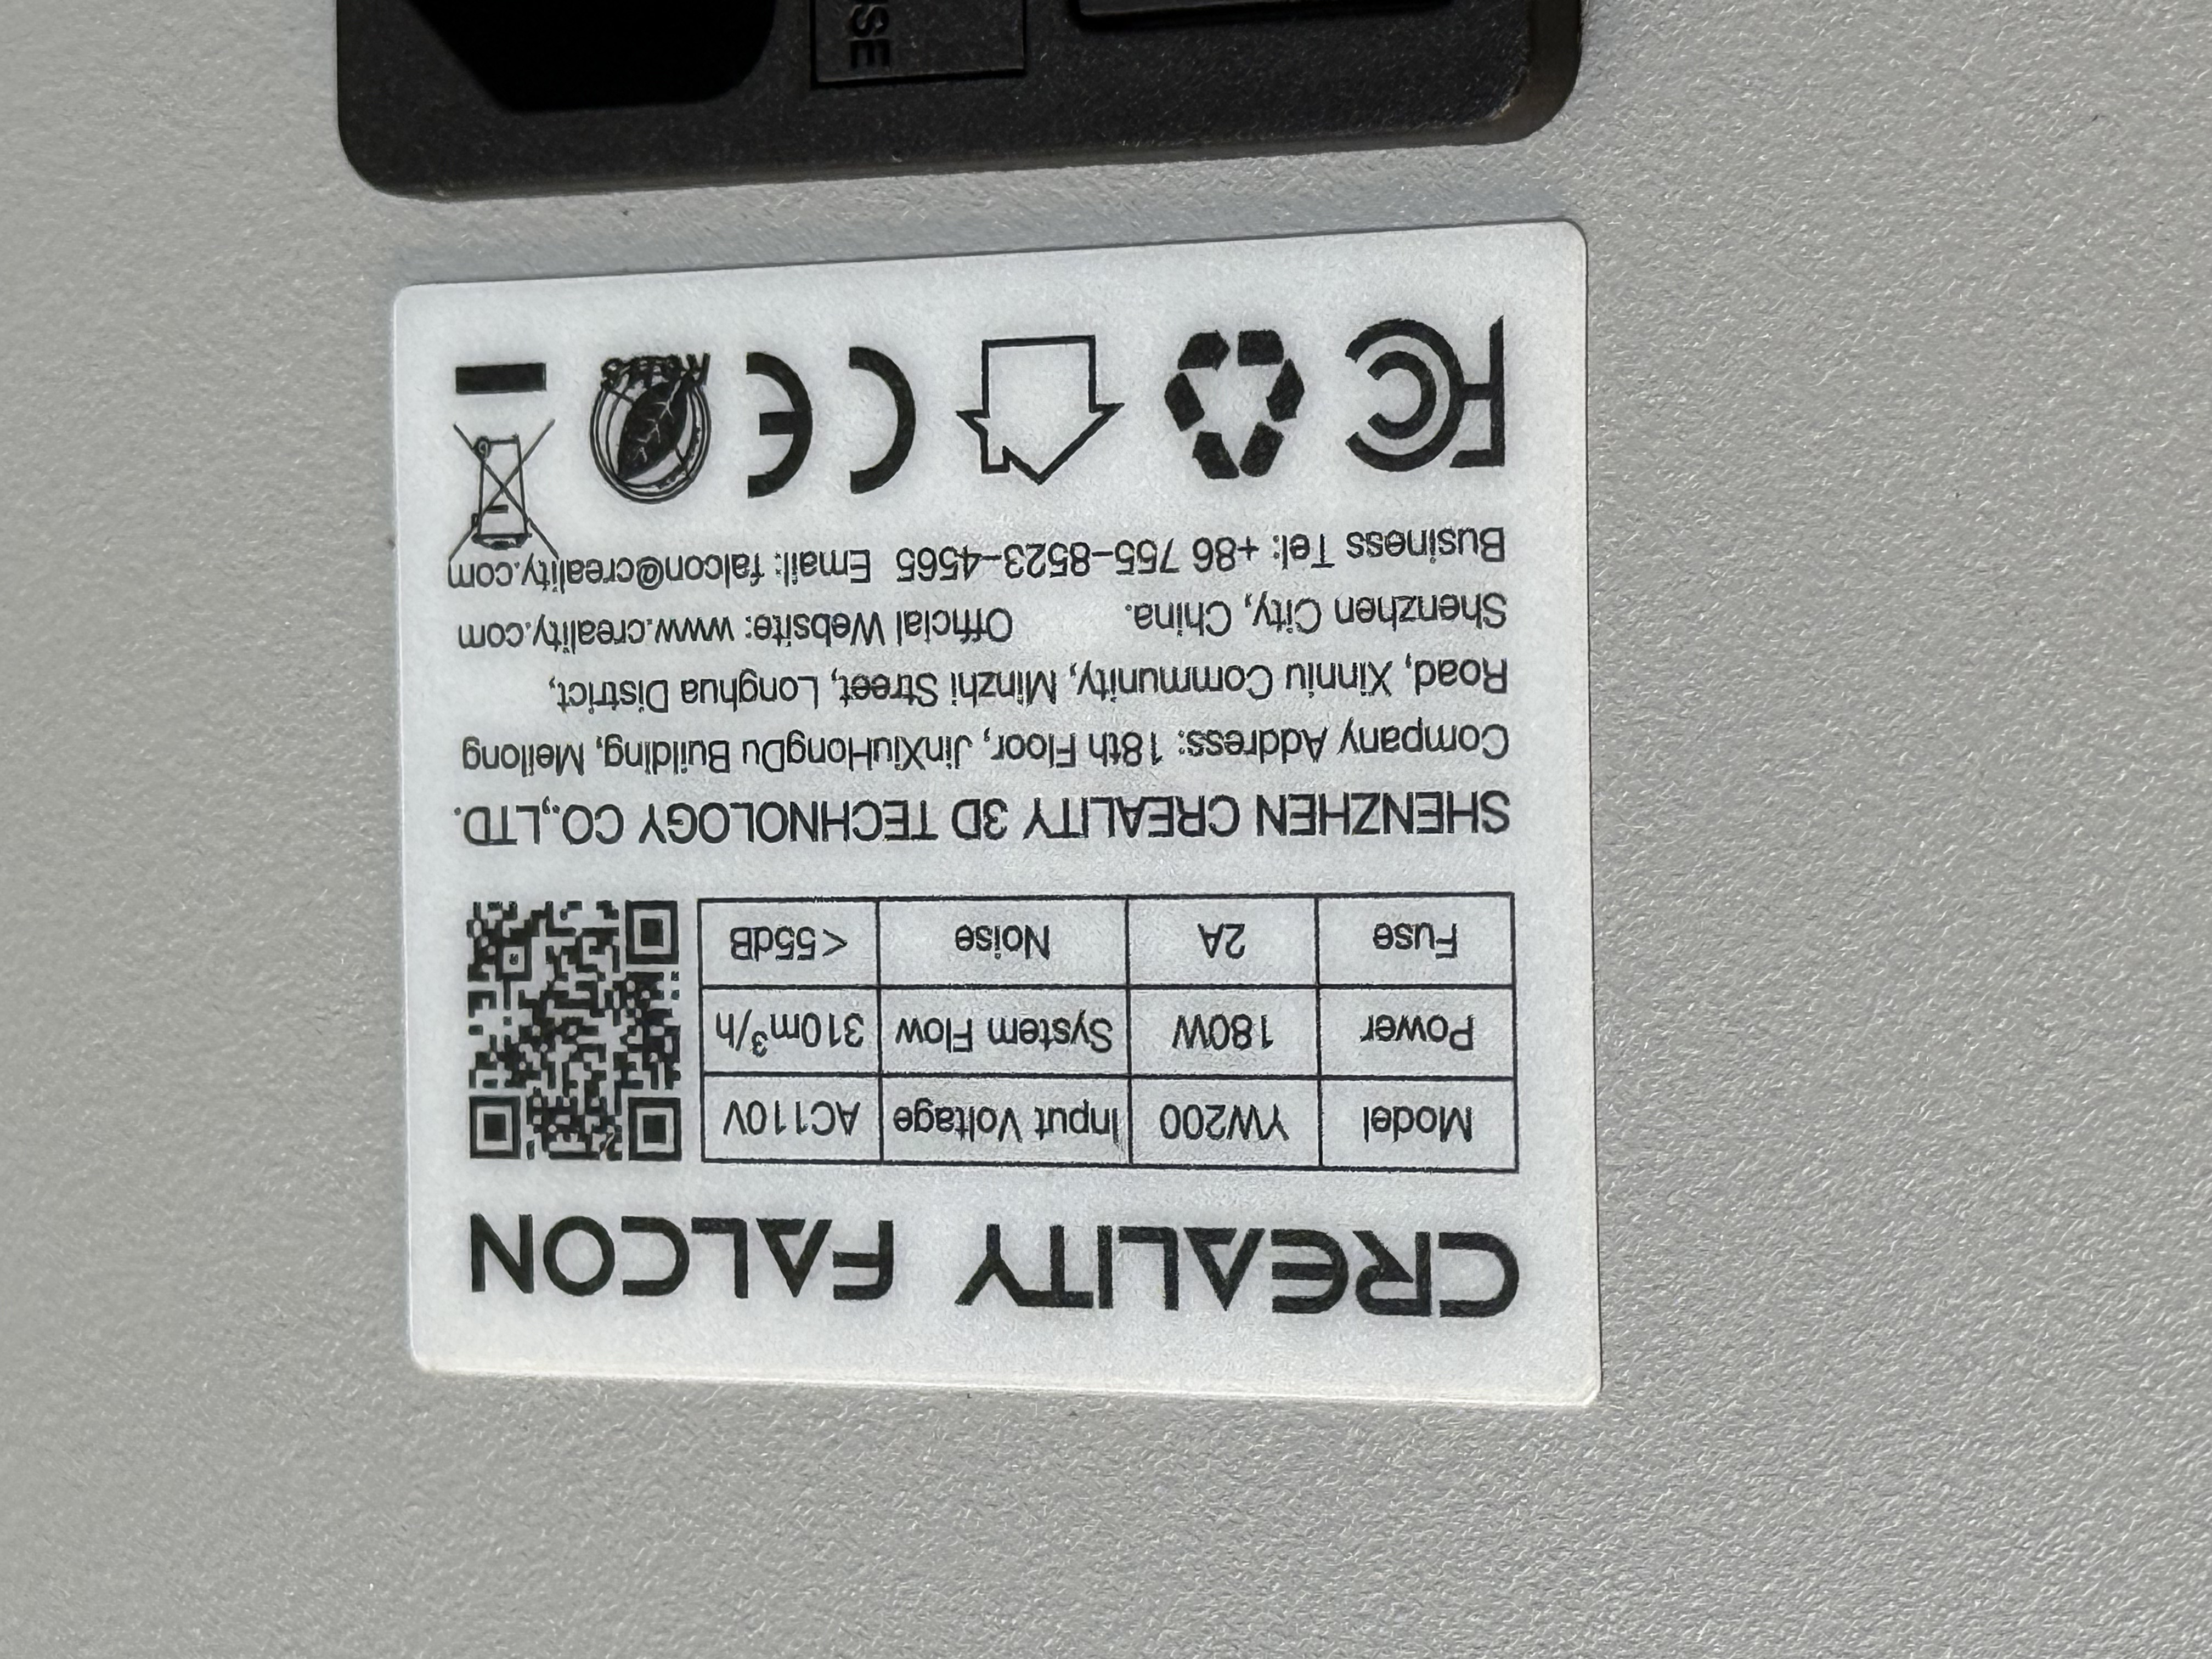 CREALITY FALCON
Model YW200 Input Voltage AC110V
Power 180W System Flow 310m³/h
Fuse 2A Noise <55dB
SHENZHEN CREALITY 3D TECHNOLOGY CO.,LTD.
Company Address: 18th Floor, JinXiuHongDu Building, Meilong
Road, Xinniu Community, Minzhi Street, Longhua District,
Shenzhen City, China. Official Website: www.creality.com
Business Tel: +86 755-8523-4565 Email: falcon@creality.com
FC CE